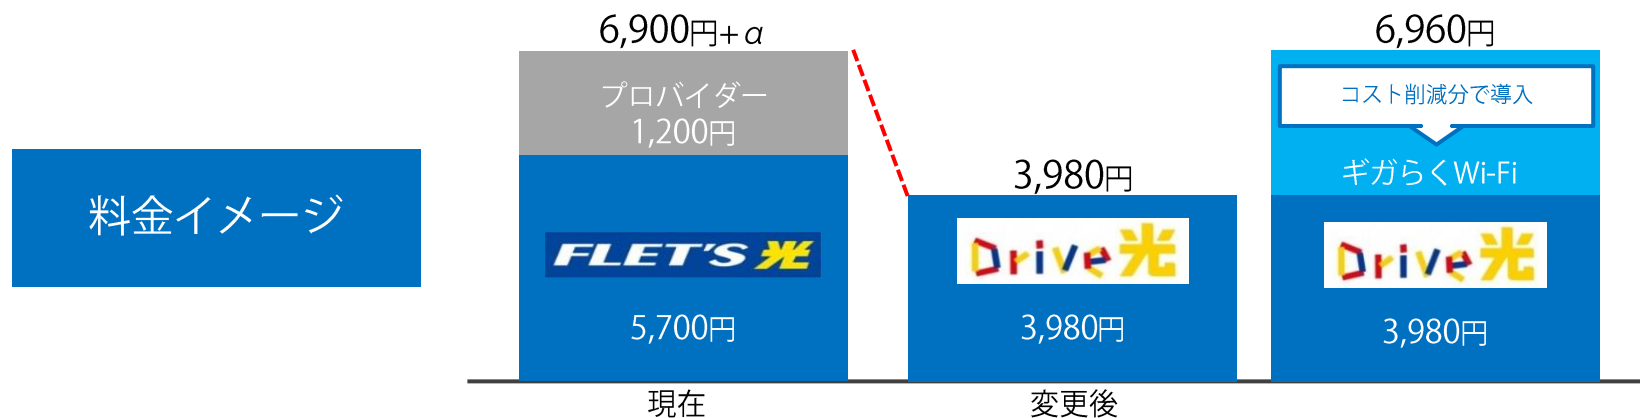 料金イメージ
6,900円+α
プロバイダー
1,200円
FLET'S光
5,700円
現在
3,980円
Drive光
3,980円
変更後
6,960円
コスト削減分で導入
ギガらくWi-Fi
Drive光
3,980円